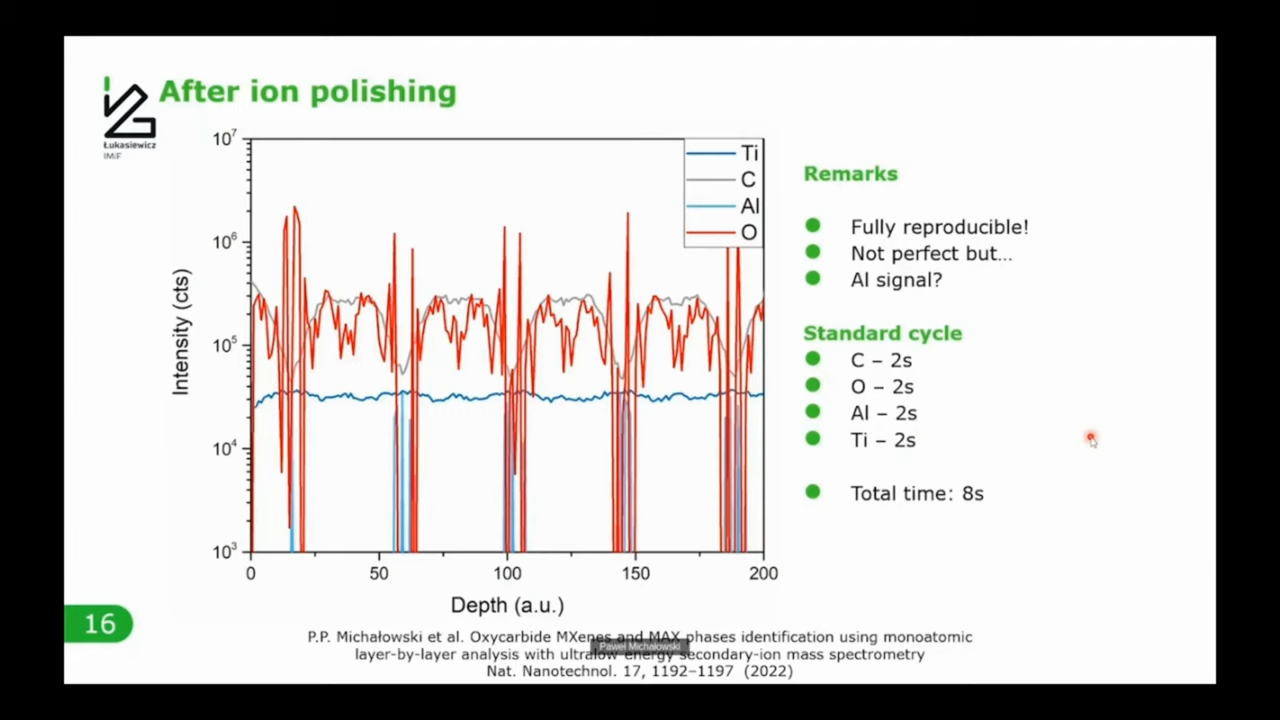 After ion polishing
Łukasiewicz
IMiF
10⁷
10⁶
10⁵
10⁴
10³
Intensity (cts)
0
50
100
150
200
Depth (a.u.)
Ti
C
Al
O
Remarks
Fully reproducible!
Not perfect but...
Al signal?
Standard cycle
C – 2s
O – 2s
Al – 2s
Ti – 2s
Total time: 8s
16
P.P. Michałowski et al. Oxycarbide MXenes and MAX phases identification using monoatomic
layer-by-layer analysis with ultralow energy secondary-ion mass spectrometry
Nat. Nanotechnol. 17, 1192–1197 (2022)
Paweł Michałowski